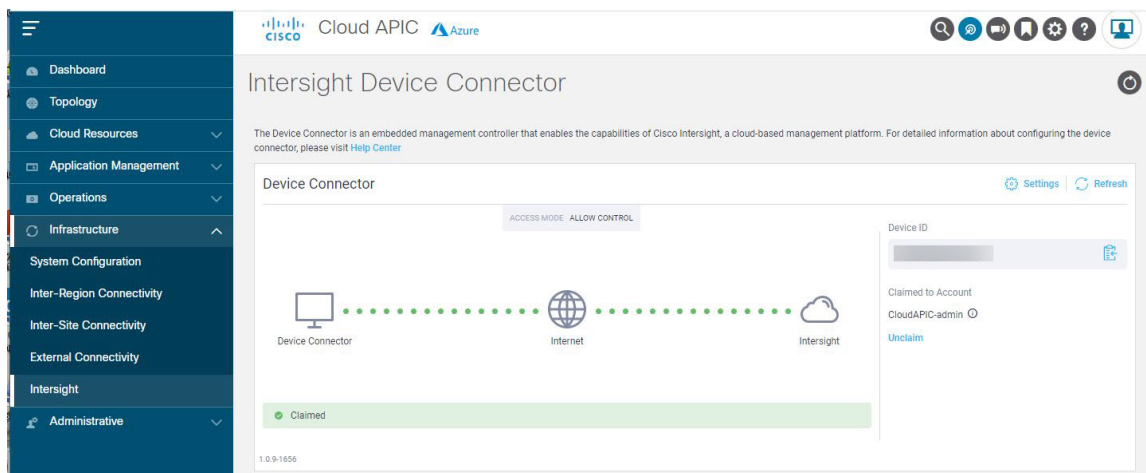 CISCO
Cloud APIC
Azure
Dashboard
Topology
Cloud Resources
Application Management
Operations
Infrastructure
System Configuration
Inter-Region Connectivity
Inter-Site Connectivity
External Connectivity
Intersight
Administrative
Intersight Device Connector
The Device Connector is an embedded management controller that enables the capabilities of Cisco Intersight, a cloud-based management platform. For detailed information about configuring the device
connector, please visit Help Center
Device Connector
Settings
Refresh
ACCESS MODE ALLOW CONTROL
Device Connector
Internet
Intersight
Claimed
1.0.9-1656
Device ID
Claimed to Account
CloudAPIC-admin
Unclaim